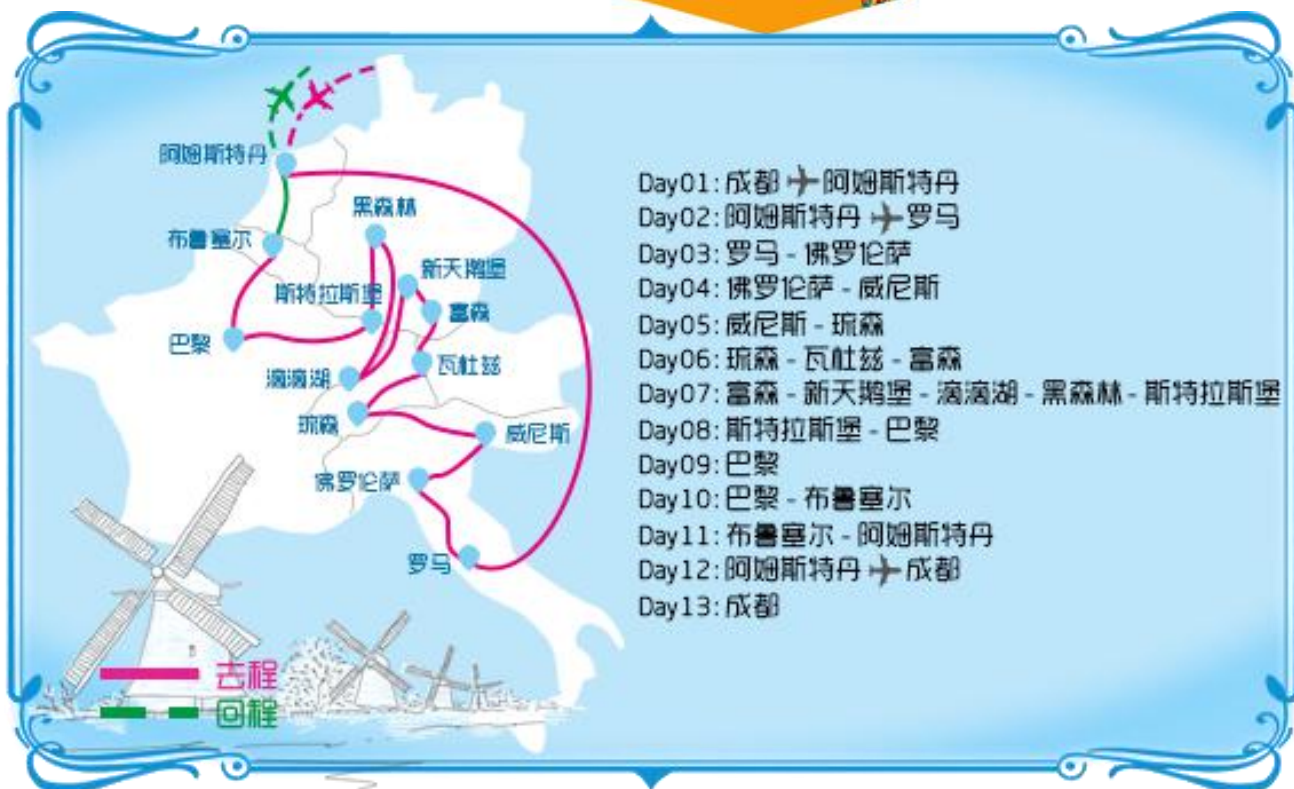 阿姆斯特丹
黑森林
布鲁塞尔
新天鹅堡
斯特拉斯堡
富森
巴黎
瓦杜兹
滴滴湖
琉森
威尼斯
佛罗伦萨
罗马
去程
回程
Day01: 成都 阿姆斯特丹
Day02: 阿姆斯特丹 罗马
Day03: 罗马 - 佛罗伦萨
Day04: 佛罗伦萨 - 威尼斯
Day05: 威尼斯 - 琉森
Day06: 琉森 - 瓦杜兹 - 富森
Day07: 富森 - 新天鹅堡 - 滴滴湖 - 黑森林 - 斯特拉斯堡
Day08: 斯特拉斯堡 - 巴黎
Day09: 巴黎
Day10: 巴黎 - 布鲁塞尔
Day11: 布鲁塞尔 - 阿姆斯特丹
Day12: 阿姆斯特丹 成都
Day13: 成都